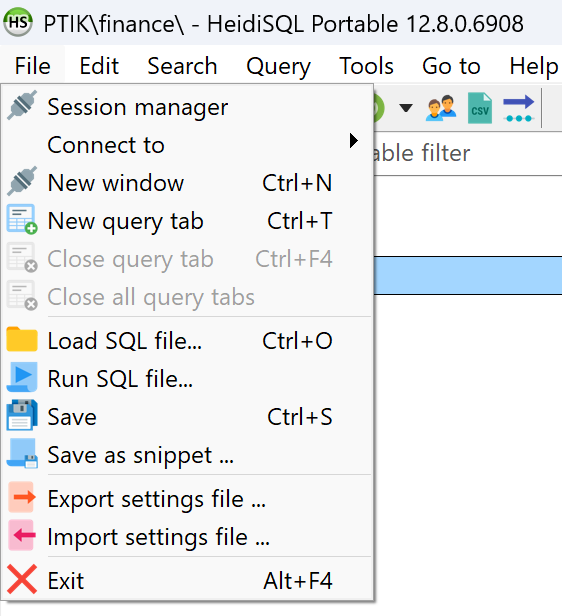 HS PTIK\finance\ - HeidiSQL Portable 12.8.0.6908
File Edit Search Query Tools Go to Help
Session manager
Connect to
CSV
able filter
New window Ctrl+N
New query tab Ctrl+T
Close query tab Ctrl+F4
Close all query tabs
Load SQL file... Ctrl+O
Run SQL file...
Save Ctrl+S
Save as snippet ...
Export settings file ...
Import settings file ...
Exit Alt+F4